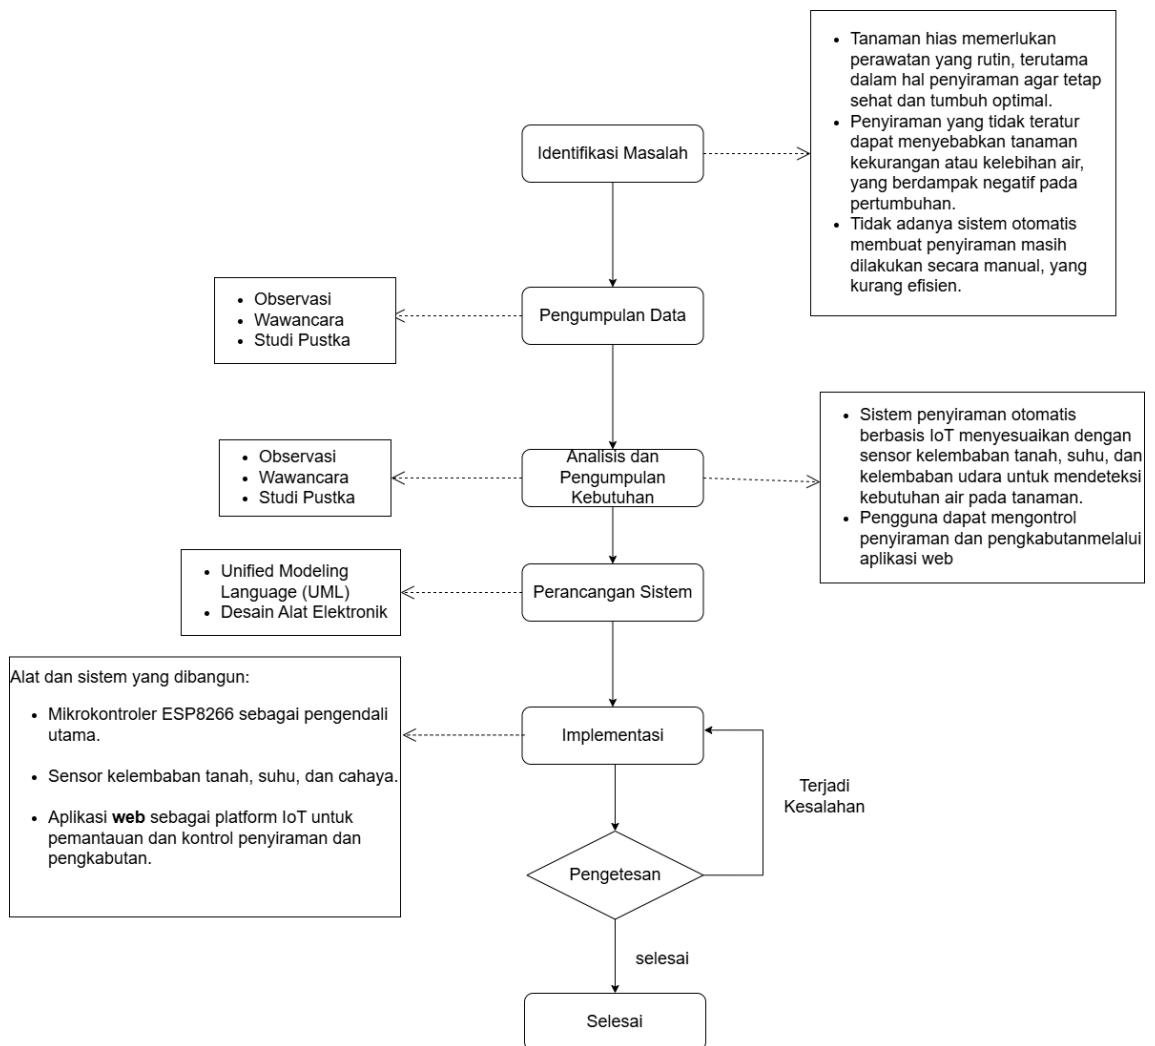 • Tanaman hias memerlukan
perawatan yang rutin, terutama
dalam hal penyiraman agar tetap
sehat dan tumbuh optimal.
• Penyiraman yang tidak teratur
dapat menyebabkan tanaman
kekurangan atau kelebihan air,
yang berdampak negatif pada
pertumbuhan.
• Tidak adanya sistem otomatis
membuat penyiraman masih
dilakukan secara manual, yang
kurang efisien.
Identifikasi Masalah
• Observasi
• Wawancara
• Studi Pustka
Pengumpulan Data
• Observasi
• Wawancara
• Studi Pustka
Analisis dan
Pengumpulan
Kebutuhan
• Sistem penyiraman otomatis
berbasis IoT menyesuaikan dengan
sensor kelembaban tanah, suhu, dan
kelembaban udara untuk mendeteksi
kebutuhan air pada tanaman.
• Pengguna dapat mengontrol
penyiraman dan pengkabutanmelalui
aplikasi web
• Unified Modeling
Language (UML)
• Desain Alat Elektronik
Perancangan Sistem
Alat dan sistem yang dibangun:
• Mikrokontroler ESP8266 sebagai pengendali
utama.
• Sensor kelembaban tanah, suhu, dan cahaya.
• Aplikasi web sebagai platform IoT untuk
pemantauan dan kontrol penyiraman dan
pengkabutan.
Implementasi
Terjadi
Kesalahan
Pengetesan
selesai
Selesai